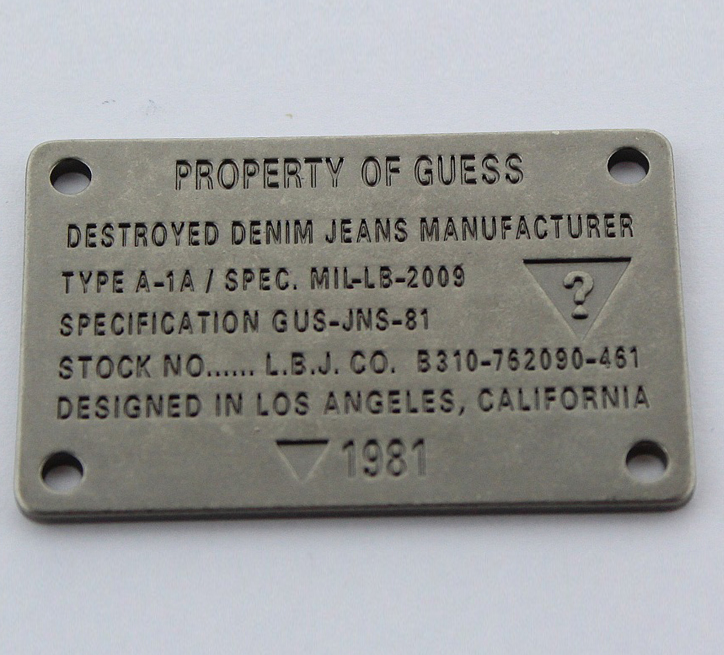 PROPERTY OF GUESS
DESTROYED DENIM JEANS MANUFACTURER
TYPE A-1A / SPEC. MIL-LB-2009
?
SPECIFICATION GUS-JNS-81
STOCK NO...... L.B.J. CO. B310-762090-461
DESIGNED IN LOS ANGELES, CALIFORNIA
1981